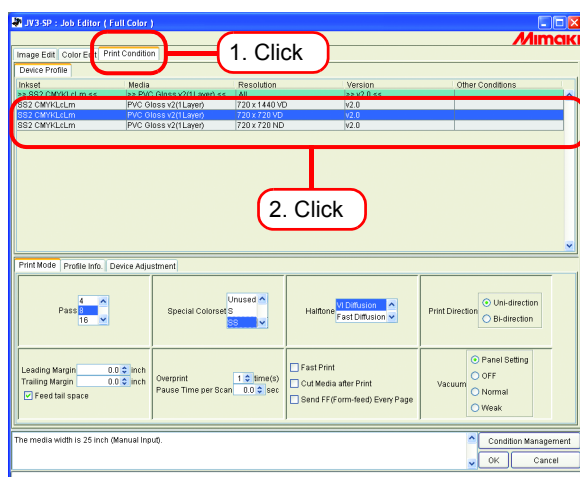 JV3-SP : Job Editor ( Full Color )
Mimaki
Image Edit Color Edit Print Condition
1. Click
Device Profile
Inkset Media Resolution Version Other Conditions
>> SS2 CMYKLcLm << >> PVC Gloss v2(1Layer) << All >> v2.0 <<
SS2 CMYKLcLm PVC Gloss v2(1Layer) 720 x 1440 VD v2.0
SS2 CMYKLcLm PVC Gloss v2(1Layer) 720 x 720 VD v2.0
SS2 CMYKLcLm PVC Gloss v2(1Layer) 720 x 720 ND v2.0
2. Click
Print Mode Profile Info. Device Adjustment
Pass 4 8 16
Special Colorset Unused S SS
Halftone VI Diffusion Fast Diffusion
Print Direction Uni-direction Bi-direction
Leading Margin 0.0 inch
Trailing Margin 0.0 inch
Feed tail space
Overprint 1 time(s)
Pause Time per Scan 0.0 sec
Fast Print
Cut Media after Print
Send FF(Form-feed) Every Page
Vacuum
Panel Setting
OFF
Normal
Weak
The media width is 25 inch (Manual Input).
Condition Management
OK Cancel